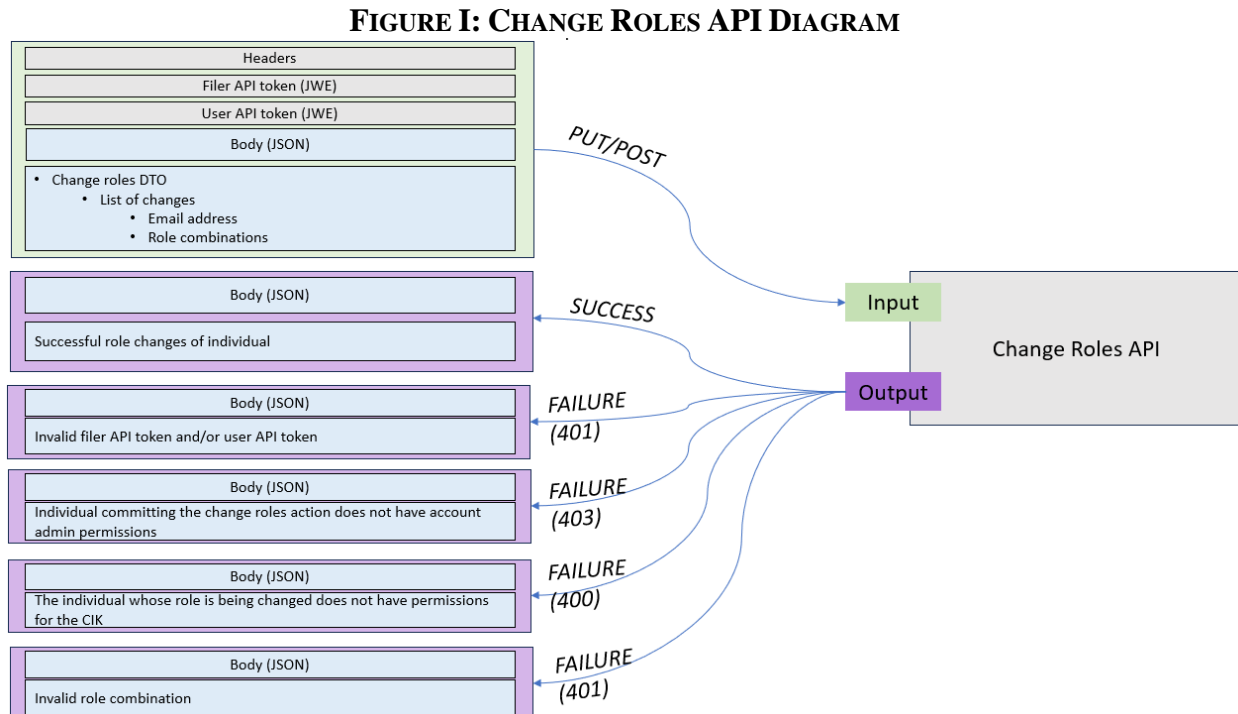 FIGURE I: CHANGE ROLES API DIAGRAM
Headers
Filer API token (JWE)
User API token (JWE)
Body (JSON)
• Change roles DTO
• List of changes
• Email address
• Role combinations
PUT/POST
Input
Change Roles API
Output
SUCCESS
Body (JSON)
Successful role changes of individual
FAILURE
(401)
Body (JSON)
Invalid filer API token and/or user API token
FAILURE
(403)
Body (JSON)
Individual committing the change roles action does not have account
admin permissions
FAILURE
(400)
Body (JSON)
The individual whose role is being changed does not have permissions
for the CIK
FAILURE
(401)
Body (JSON)
Invalid role combination